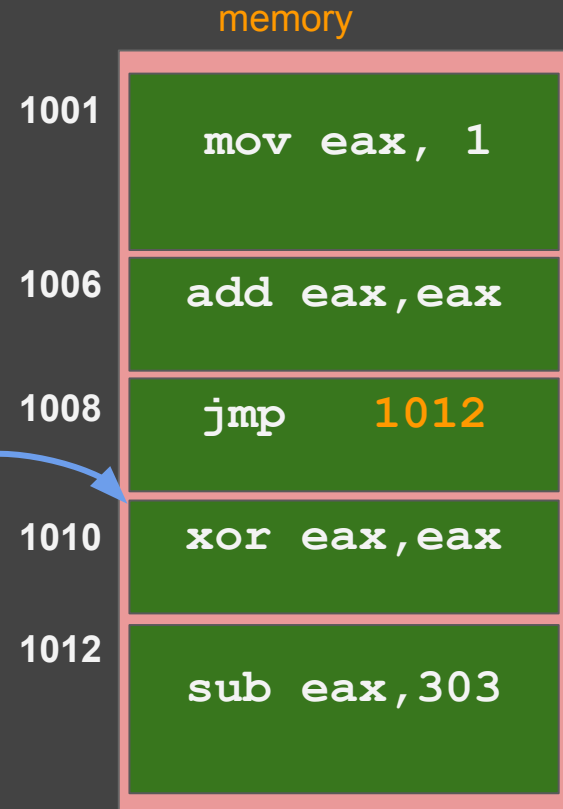 memory
1001
mov eax, 1
1006
add eax,eax
1008
jmp 1012
1010
xor eax,eax
1012
sub eax,303